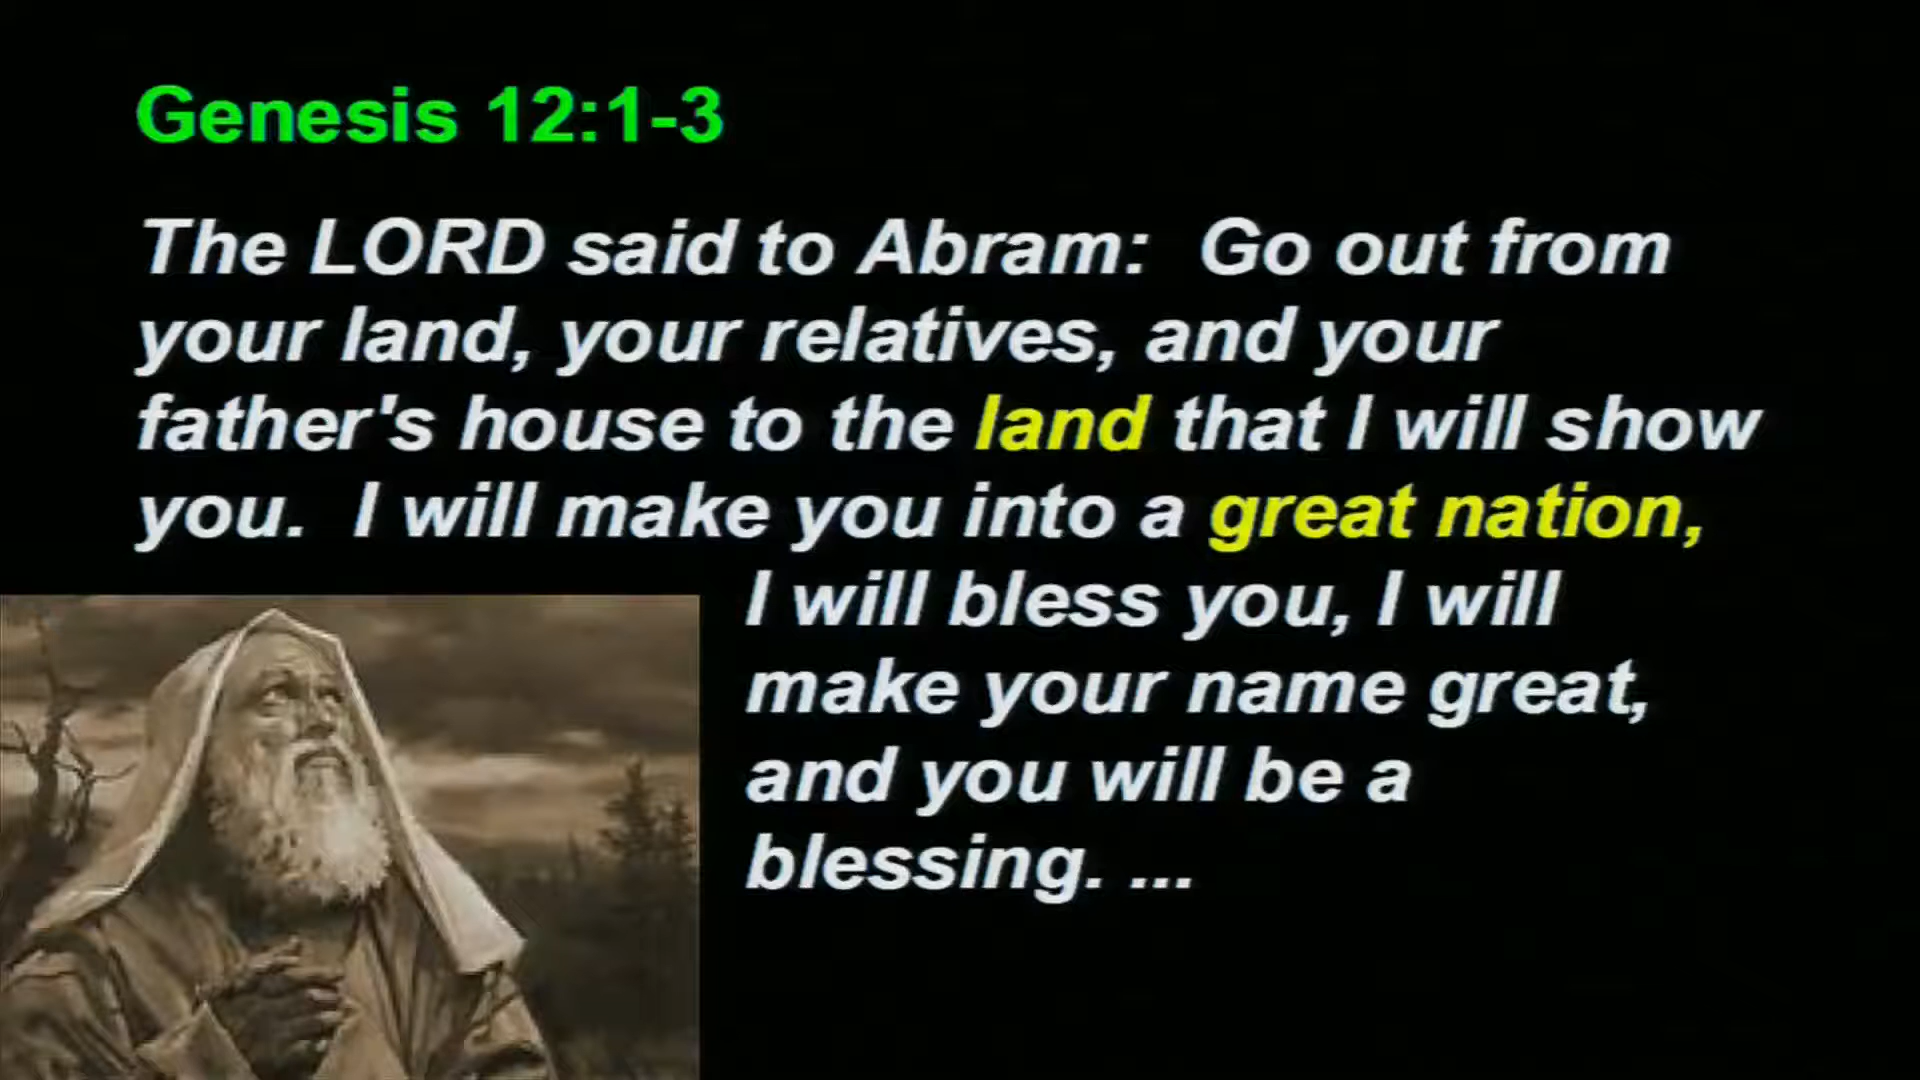 Genesis 12:1-3
The LORD said to Abram:  Go out from
your land, your relatives, and your
father's house to the land that I will show
you.  I will make you into a great nation,
I will bless you, I will
make your name great,
and you will be a
blessing. ...